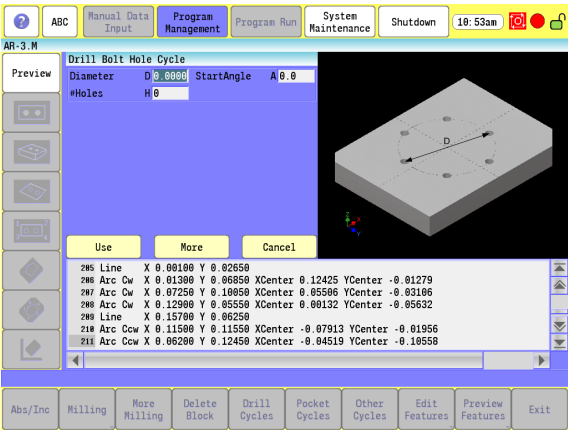 ?
ABC
Manual Data Input
Program Management
Program Run
System Maintenance
Shutdown
10:53am
AR-3.M
Preview
Drill Bolt Hole Cycle
Diameter D 0.0000 StartAngle A 0.0
#Holes H 0
D
Z
X
Use More Cancel
205 Line X 0.00100 Y 0.02650
206 Arc Cw X 0.01300 Y 0.06850 XCenter 0.12425 YCenter -0.01279
207 Arc Cw X 0.07250 Y 0.10050 XCenter 0.05506 YCenter -0.03106
208 Arc Cw X 0.12900 Y 0.05550 XCenter 0.00132 YCenter -0.05632
209 Line X 0.15700 Y 0.06250
210 Arc Ccw X 0.11500 Y 0.11550 XCenter -0.07913 YCenter -0.01956
211 Arc Ccw X 0.06200 Y 0.12450 XCenter -0.04519 YCenter -0.10558
Abs/Inc
Milling
More Milling
Delete Block
Drill Cycles
Pocket Cycles
Other Cycles
Edit Features
Preview Features
Exit